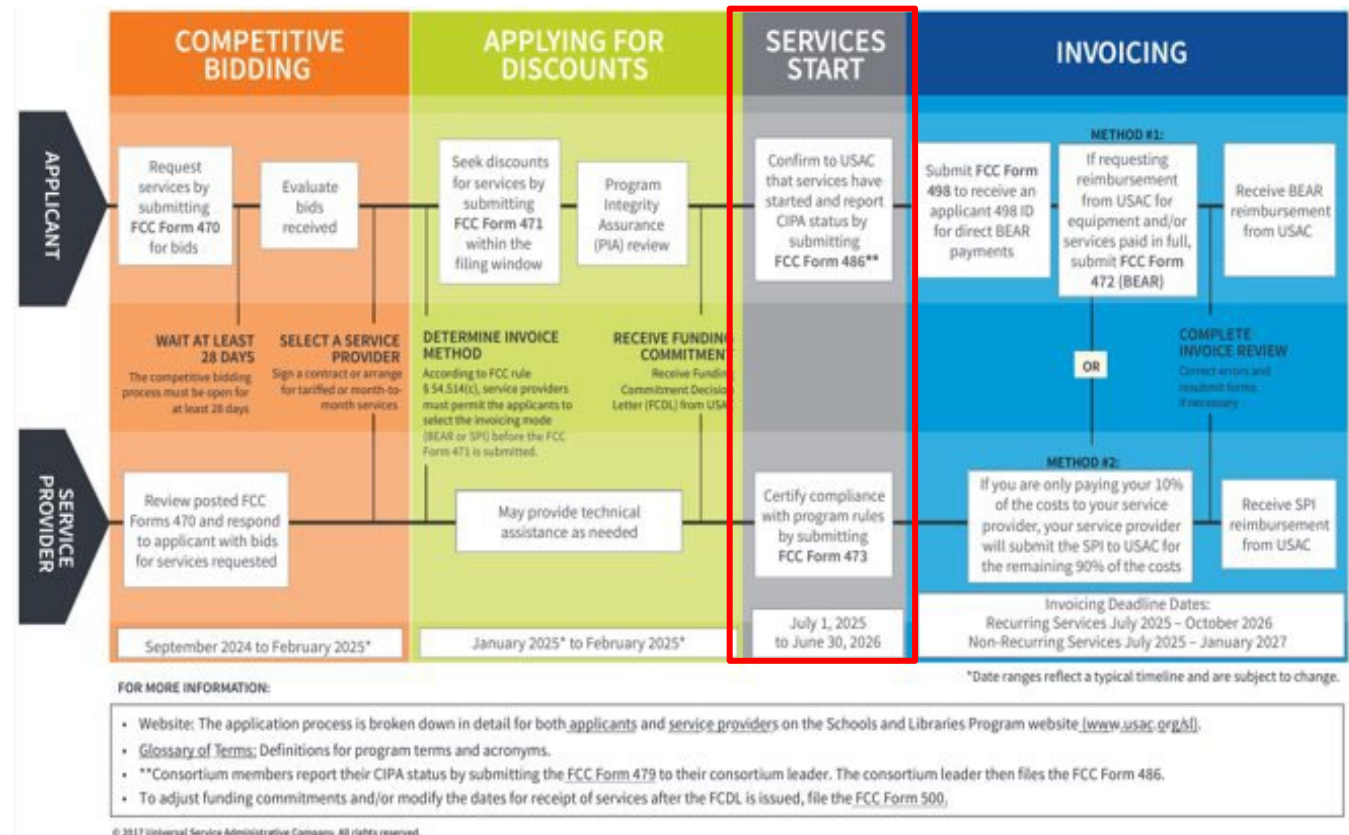 COMPETITIVE
BIDDING
APPLYING FOR
DISCOUNTS
SERVICES
START
INVOICING
APPLICANT
Request
services by
submitting
FCC Form 470
for bids
Evaluate
bids
received
Seek discounts
for services by
submitting
FCC Form 471
within the
filing window
Program
Integrity
Assurance
(PIA) review
Confirm to USAC
that services have
started and report
CIPA status by
submitting
FCC Form 486**
Submit FCC Form
498 to receive an
applicant 498 ID
for direct BEAR
payments
METHOD #1:
If requesting
reimbursement
from USAC for
equipment and/or
services paid in full,
submit FCC Form
472 (BEAR)
Receive BEAR
reimbursement
from USAC
WAIT AT LEAST
28 DAYS
The competitive bidding
process must be open for
at least 28 days
SELECT A SERVICE
PROVIDER
Sign a contract or arrange
for tariffed or month-to-
month services
DETERMINE INVOICE
METHOD
According to FCC rule
§ 54.514(c), service providers
must permit the applicants to
select the invoicing mode
(BEAR or SPI) before the FCC
Form 471 is submitted.
RECEIVE FUNDING
COMMITMENT
Receive Funding
Commitment Decision
Letter (FCDL) from USAC
OR
COMPLETE
INVOICE REVIEW
Correct errors and
resubmit forms
if necessary
SERVICE
PROVIDER
Review posted FCC
Forms 470 and respond
to applicant with bids
for services requested
May provide technical
assistance as needed
Certify compliance
with program rules
by submitting
FCC Form 473
METHOD #2:
If you are only paying your 10%
of the costs to your service
provider, your service provider
will submit the SPI to USAC for
the remaining 90% of the costs
Receive SPI
reimbursement
from USAC
September 2024 to February 2025*
January 2025* to February 2025*
July 1, 2025
to June 30, 2026
Invoicing Deadline Dates:
Recurring Services July 2025 – October 2026
Non-Recurring Services July 2025 – January 2027
*Date ranges reflect a typical timeline and are subject to change.
FOR MORE INFORMATION:
• Website: The application process is broken down in detail for both applicants and service providers on the Schools and Libraries Program website (www.usac.org/sl).
• Glossary of Terms: Definitions for program terms and acronyms.
• **Consortium members report their CIPA status by submitting the FCC Form 479 to their consortium leader. The consortium leader then files the FCC Form 486.
• To adjust funding commitments and/or modify the dates for receipt of services after the FCDL is issued, file the FCC Form 500.
© 2017 Universal Service Administrative Company. All rights reserved.